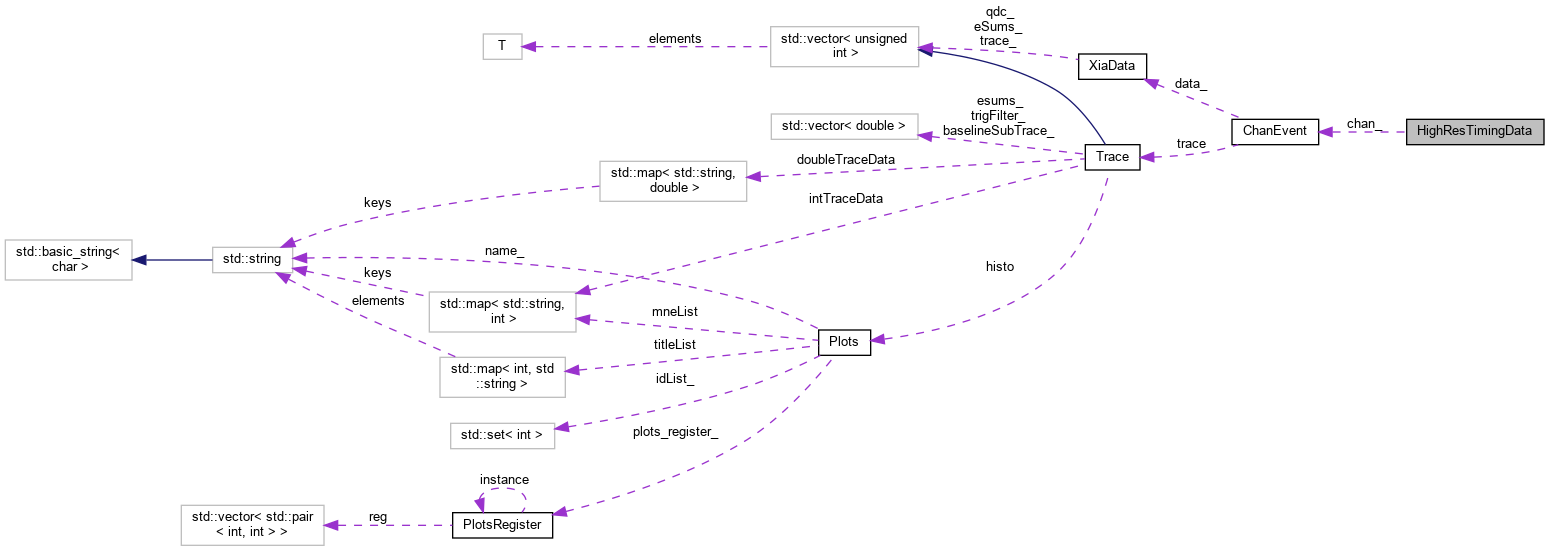 qdc_
eSums_
trace_
T
elements
std::vector< unsigned
int >
XiaData
data_
esums_
trigFilter_
baselineSubTrace_
std::vector< double >
ChanEvent
chan_
HighResTimingData
trace
Trace
doubleTraceData
std::map< std::string,
double >
keys
intTraceData
std::basic_string<
char >
std::string
name_
histo
keys
elements
std::map< std::string,
int >
mneList
Plots
titleList
std::map< int, std
::string >
idList_
std::set< int >
plots_register_
instance
std::vector< std::pair
< int, int > >
reg
PlotsRegister